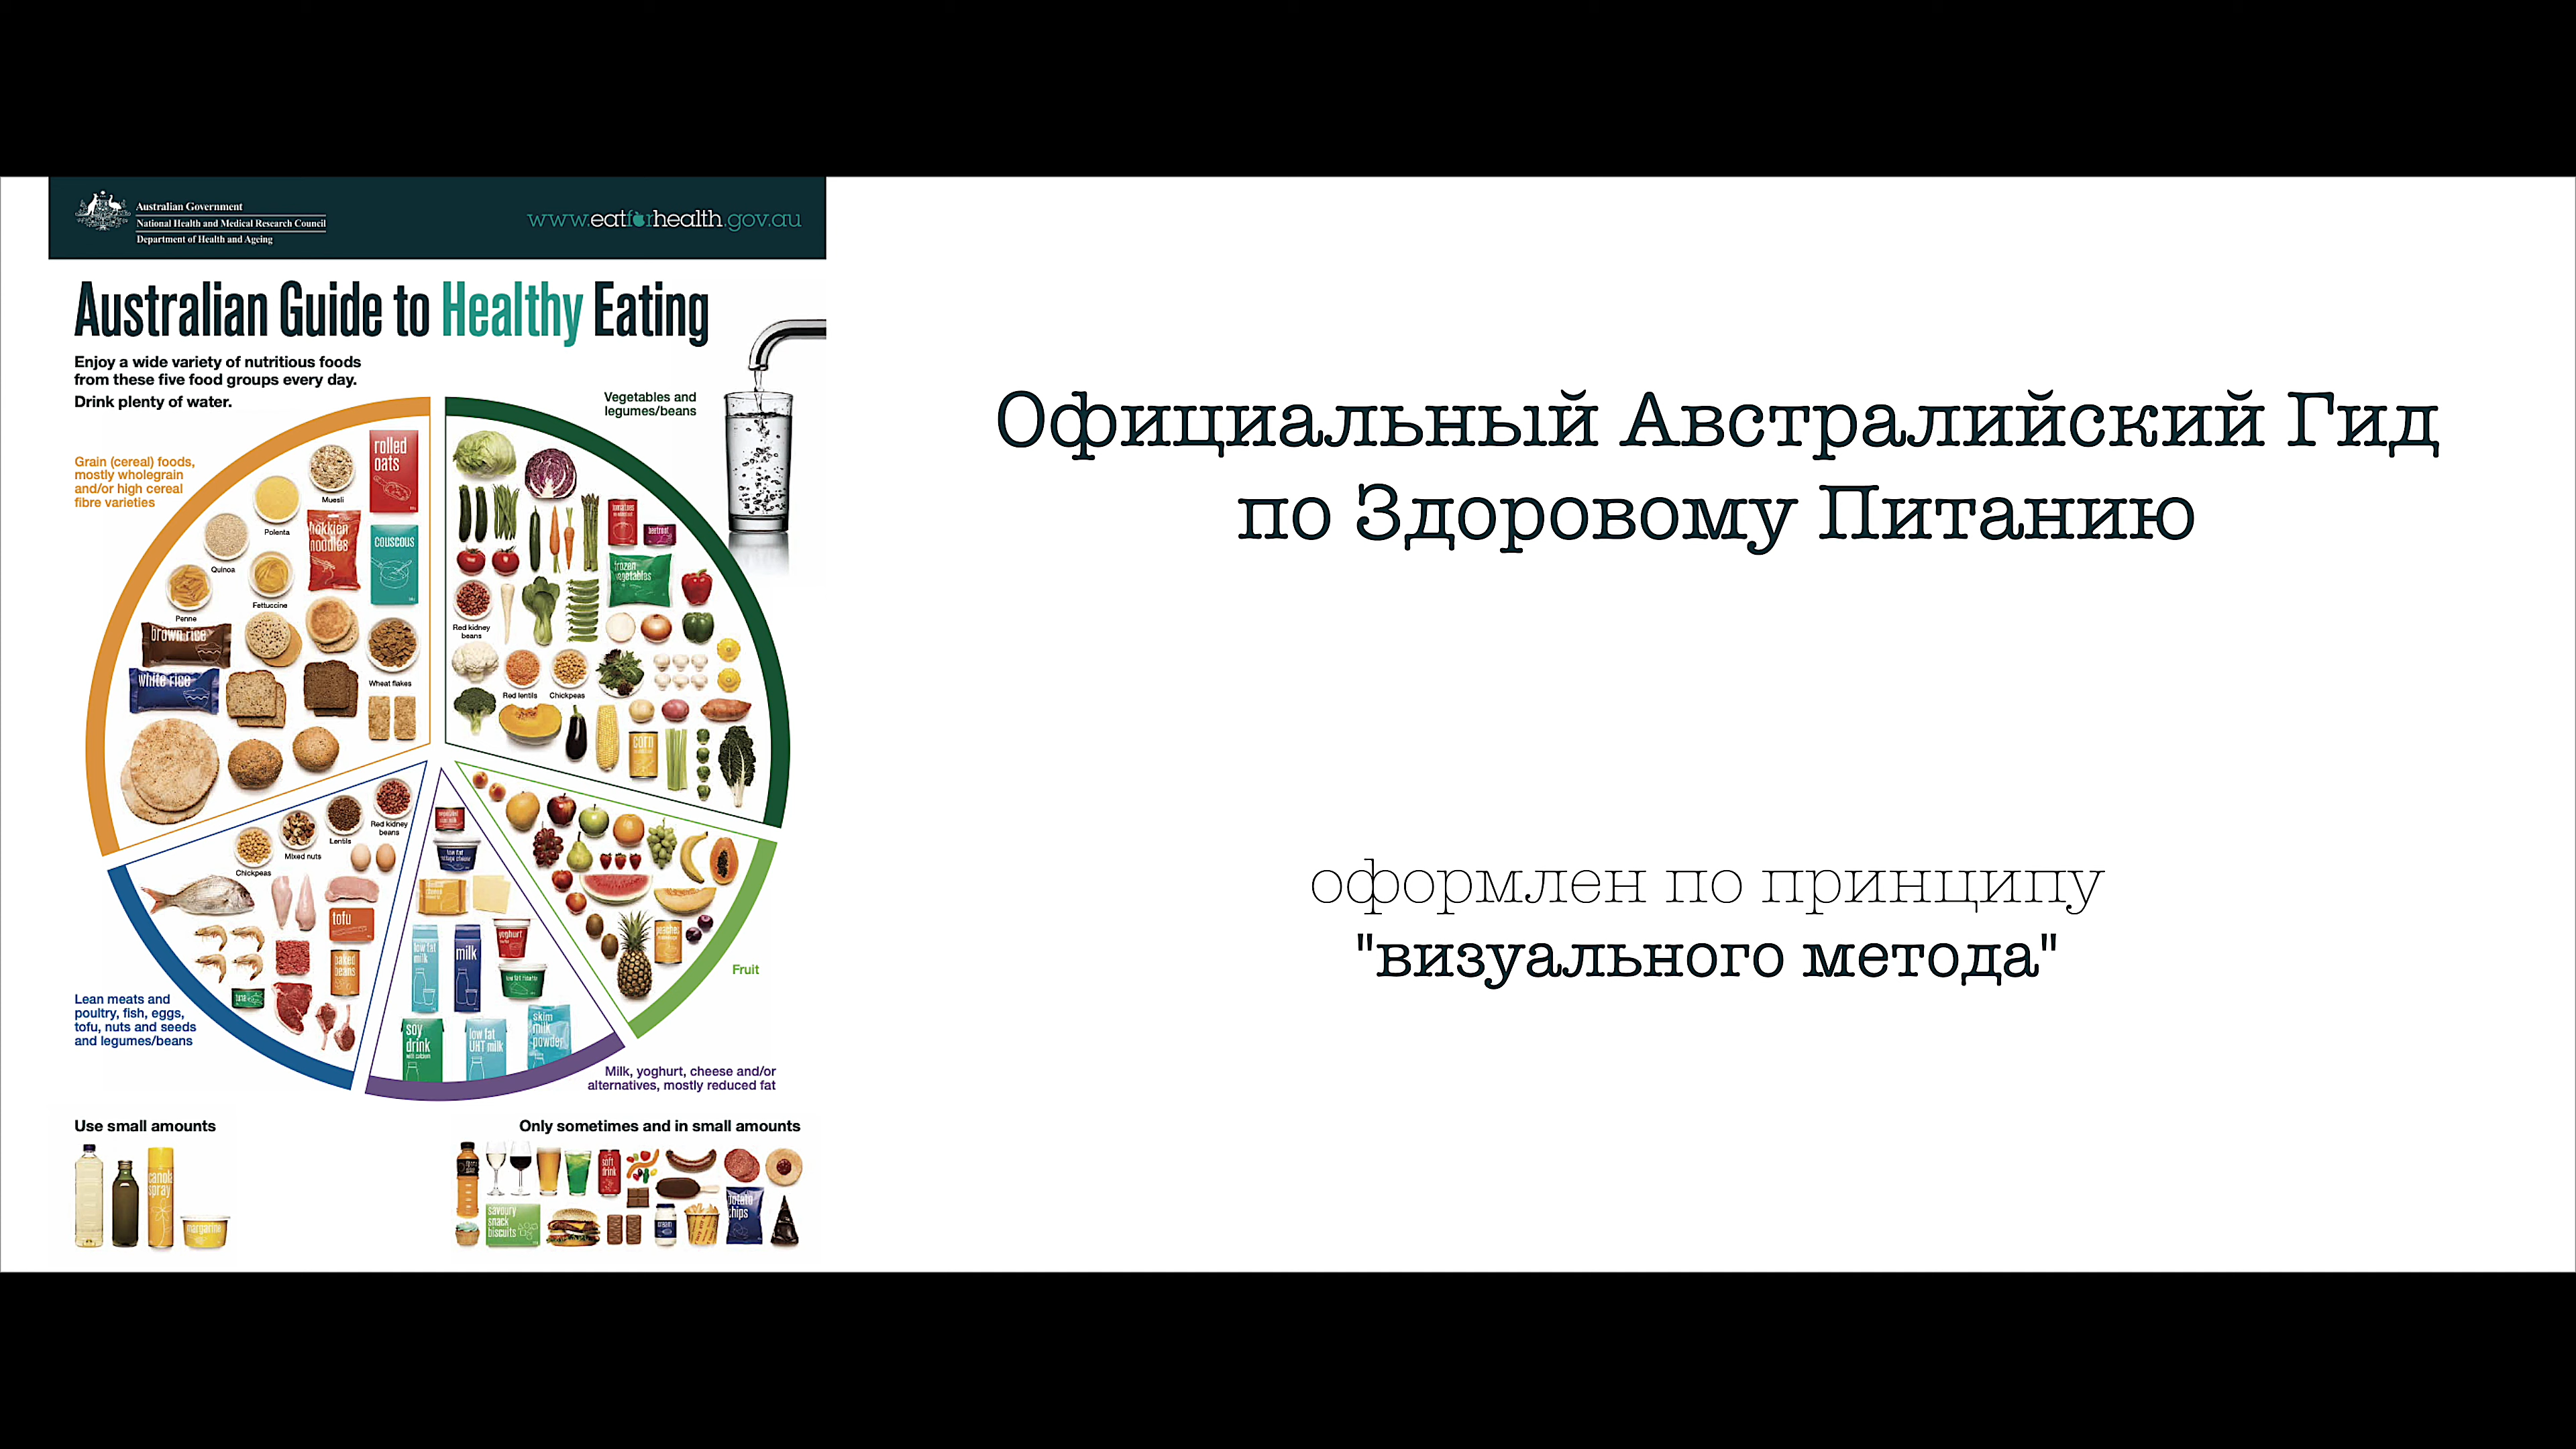 Australian Government
National Health and Medical Research Council
Department of Health and Ageing
www.eatforhealth.gov.au
Australian Guide to Healthy Eating
Enjoy a wide variety of nutritious foods
from these five food groups every day.
Drink plenty of water.
Grain (cereal) foods,
mostly wholegrain
and/or high cereal
fibre varieties
Muesli
rolled
oats
Polenta
hokkien
noodles
couscous
Quinoa
Fettuccine
Penne
brown rice
white rice
Wheat flakes
Vegetables and
legumes/beans
tomatoes
beetroot
frozen
vegetables
Red kidney
beans
Red lentils
Chickpeas
corn
Red kidney
beans
Lentils
Mixed nuts
Chickpeas
tofu
baked
beans
tuna
Lean meats and
poultry, fish, eggs,
tofu, nuts and seeds
and legumes/beans
low fat
milk
milk
yoghurt
soy
drink
with calcium
low fat
UHT milk
skim
milk
powder
Milk, yoghurt, cheese and/or
alternatives, mostly reduced fat
peaches
Fruit
Use small amounts
canola
spray
margarine
Only sometimes and in small amounts
soft
drink
savoury
snack
biscuits
cream
potato
chips
Официальный Австралийский Гид
по Здоровому Питанию
оформлен по принципу
"визуального метода"